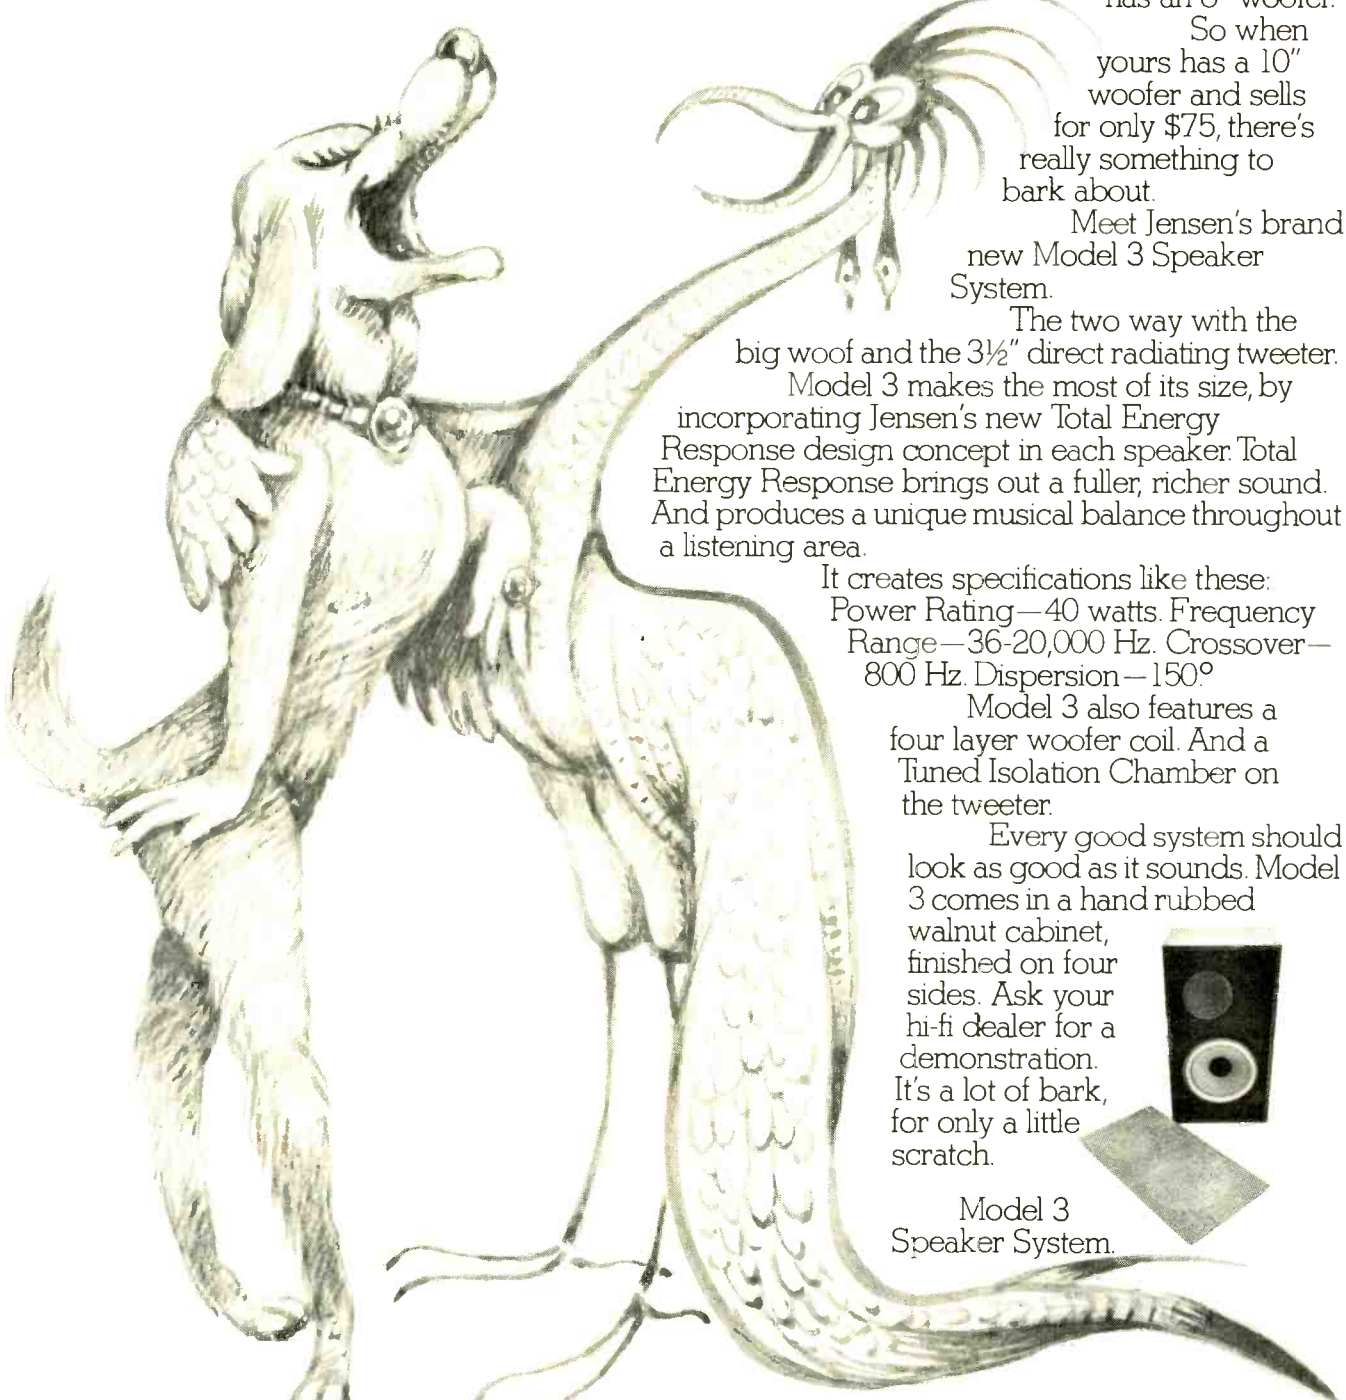 has an 8" woofer.
So when
yours has a 10"
woofer and sells
for only $75, there's
really something to
bark about.
Meet Jensen's brand
new Model 3 Speaker
System.
The two way with the
big woof and the 3½" direct radiating tweeter.
Model 3 makes the most of its size, by
incorporating Jensen's new Total Energy
Response design concept in each speaker. Total
Energy Response brings out a fuller, richer sound.
And produces a unique musical balance throughout
a listening area.
It creates specifications like these:
Power Rating—40 watts. Frequency
Range—36-20,000 Hz. Crossover—
800 Hz. Dispersion—150°.
Model 3 also features a
four layer woofer coil. And a
Tuned Isolation Chamber on
the tweeter.
Every good system should
look as good as it sounds. Model
3 comes in a hand rubbed
walnut cabinet,
finished on four
sides. Ask your
hi-fi dealer for a
demonstration.
It's a lot of bark,
for only a little
scratch.
Model 3
Speaker System.